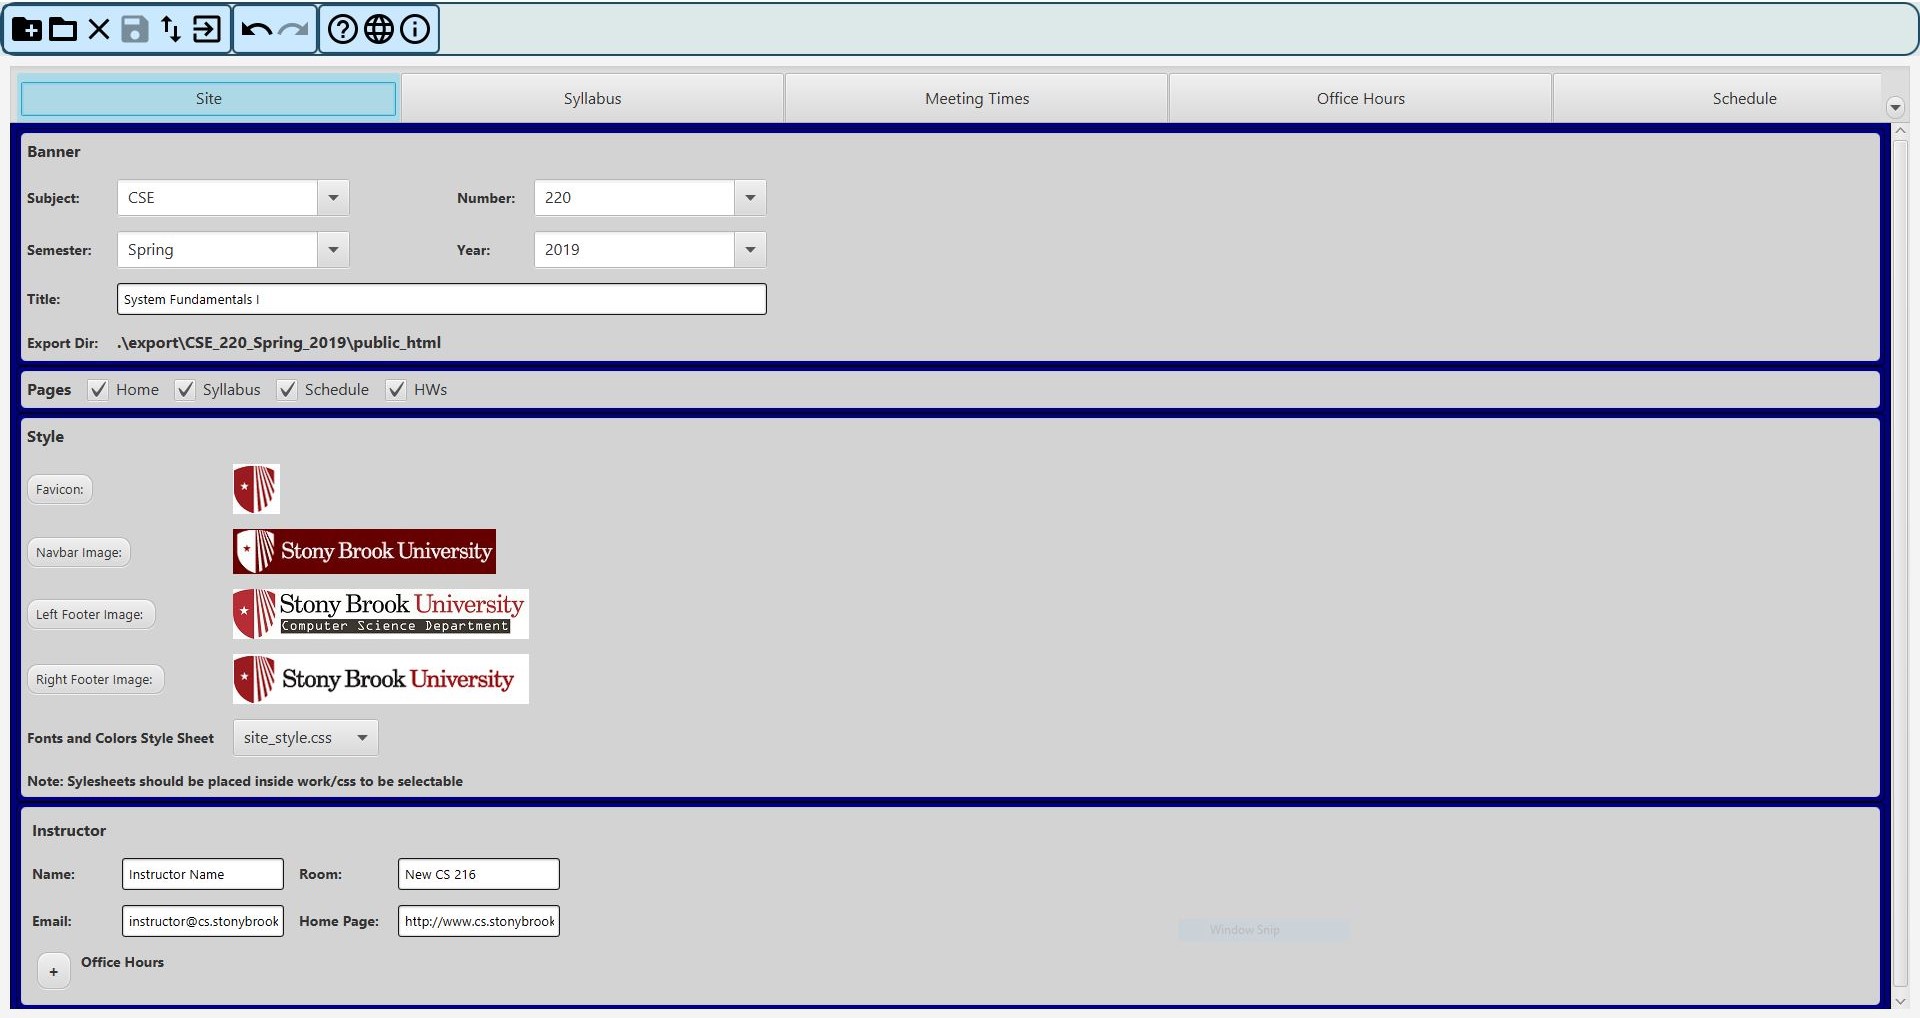 Site Syllabus Meeting Times Office Hours Schedule
Banner
Subject: CSE Number: 220
Semester: Spring Year: 2019
Title: System Fundamentals I
Export Dir: .\export\CSE_220_Spring_2019\public_html
Pages Home Syllabus Schedule HWs
Style
Favicon:
Navbar Image: Stony Brook University
Left Footer Image: Stony Brook University
Computer Science Department
Right Footer Image: Stony Brook University
Fonts and Colors Style Sheet site_style.css
Note: Sylesheets should be placed inside work/css to be selectable
Instructor
Name: Instructor Name Room: New CS 216
Email: instructor@cs.stonybrook Home Page: http://www.cs.stonybrook
Window Snip
+ Office Hours